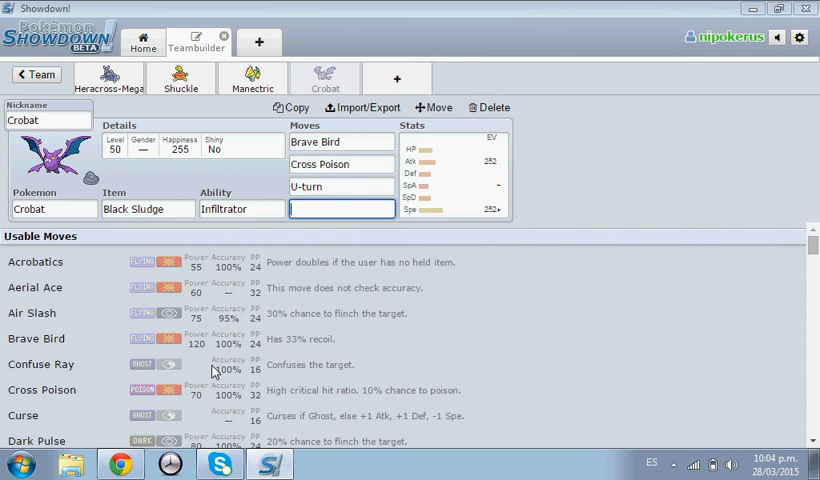 Showdown!
Pokémon
SHOWDOWN!
BETA
Home
Teambuilder
+
nipokerus
Team
Heracross-Mega
Shuckle
Manectric
Crobat
+
Nickname
Crobat
Copy
Import/Export
Move
Delete
Details
Level Gender Happiness Shiny
50 — 255 No
Moves
Brave Bird
Cross Poison
U-turn
Stats
EV
HP
Atk 252
Def
SpA -
SpD
Spe 252+
Pokemon
Crobat
Item
Black Sludge
Ability
Infiltrator
Usable Moves
Acrobatics FLYING Power 55 Accuracy 100% PP 24 Power doubles if the user has no held item.
Aerial Ace FLYING Power 60 Accuracy — PP 32 This move does not check accuracy.
Air Slash FLYING Power 75 Accuracy 95% PP 24 30% chance to flinch the target.
Brave Bird FLYING Power 120 Accuracy 100% PP 24 Has 33% recoil.
Confuse Ray GHOST Accuracy 100% PP 16 Confuses the target.
Cross Poison POISON Power 70 Accuracy 100% PP 32 High critical hit ratio. 10% chance to poison.
Curse GHOST Accuracy — PP 16 Curses if Ghost, else +1 Atk, +1 Def, -1 Spe.
Dark Pulse DARK Power 80 Accuracy 100% PP 24 20% chance to flinch the target.
ES
10:04 p.m.
28/03/2015